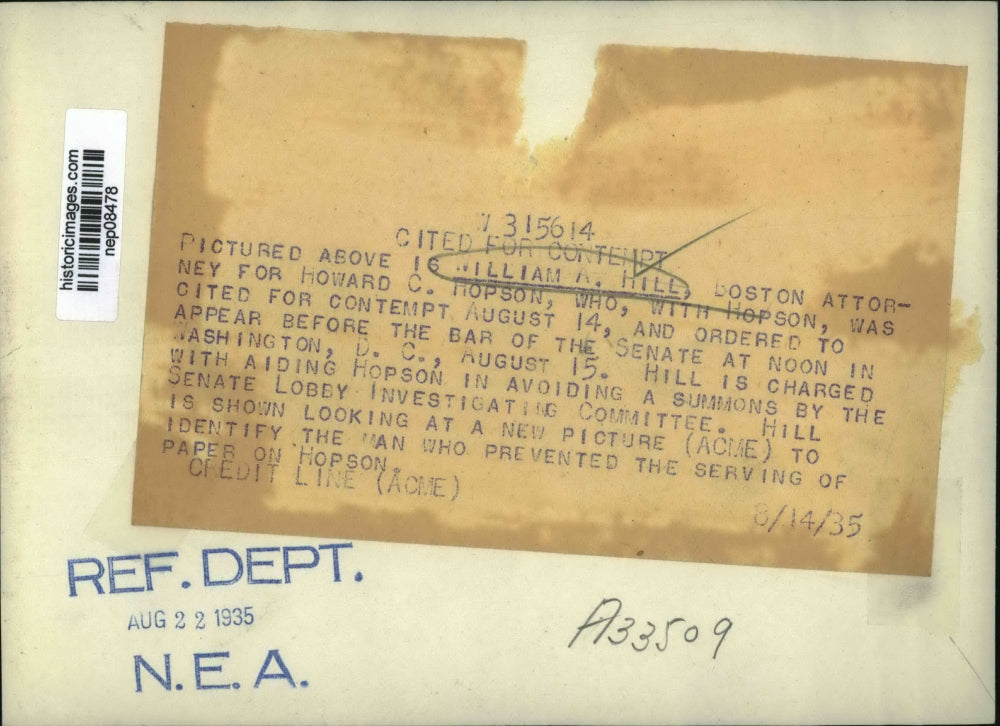 historicimages.com
nep08478
W 315614
CITED FOR CONTEMPT
PICTURED ABOVE IS WILLIAM A. HILL, BOSTON ATTOR-
NEY FOR HOWARD C. HOPSON, WHO, WITH HOPSON, WAS
CITED FOR CONTEMPT AUGUST 14, AND ORDERED TO
APPEAR BEFORE THE BAR OF THE SENATE AT NOON IN
WASHINGTON, D. C., AUGUST 15. HILL IS CHARGED
WITH AIDING HOPSON IN AVOIDING A SUMMONS BY THE
SENATE LOBBY INVESTIGATING COMMITTEE. HILL
IS SHOWN LOOKING AT A NEW PICTURE (ACME) TO
IDENTIFY THE MAN WHO PREVENTED THE SERVING OF
PAPER ON HOPSON.
CREDIT LINE (ACME)
8/14/35
REF. DEPT.
AUG 22 1935
N.E.A.
A33509